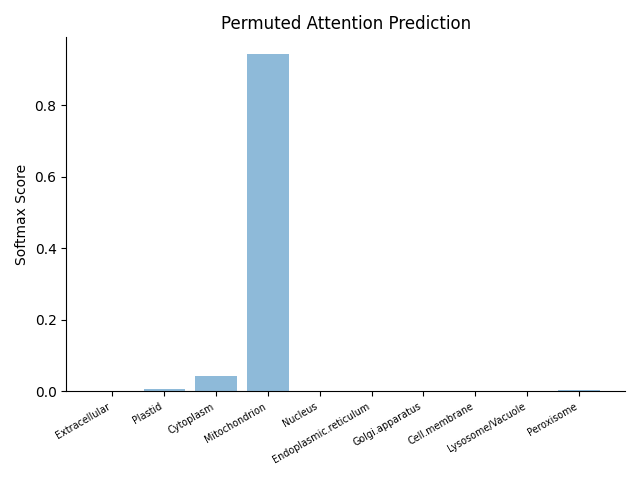 Permuted Attention Prediction
Softmax Score
0.8
0.6
0.4
0.2
0.0
Extracellular
Plastid
Cytoplasm
Mitochondrion
Nucleus
Endoplasmic.reticulum
Golgi.apparatus
Cell.membrane
Lysosome/Vacuole
Peroxisome